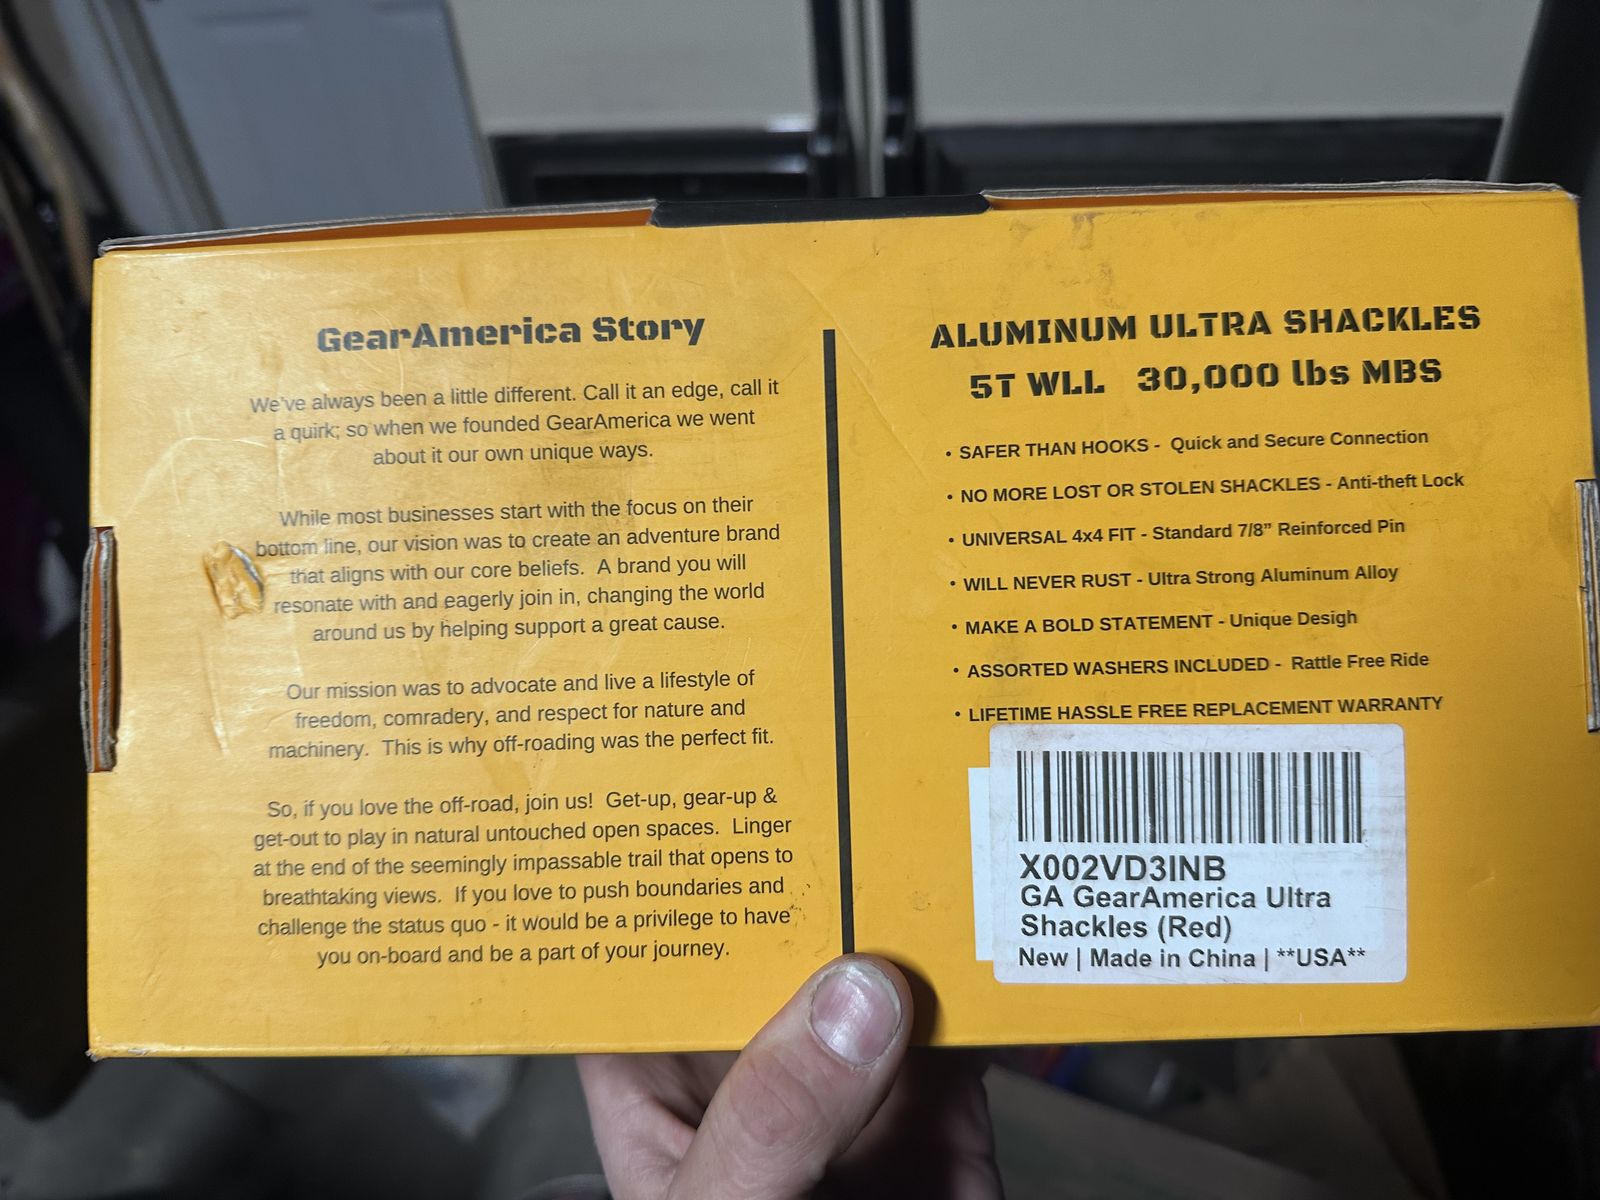 GearAmerica Story
We've always been a little different. Call it an edge, call it
a quirk; so when we founded GearAmerica we went
about it our own unique ways.
While most businesses start with the focus on their
bottom line, our vision was to create an adventure brand
that aligns with our core beliefs. A brand you will
resonate with and eagerly join in, changing the world
around us by helping support a great cause.
Our mission was to advocate and live a lifestyle of
freedom, comradery, and respect for nature and
machinery. This is why off-roading was the perfect fit.
So, if you love the off-road, join us! Get-up, gear-up &
get-out to play in natural untouched open spaces. Linger
at the end of the seemingly impassable trail that opens to
breathtaking views. If you love to push boundaries and
challenge the status quo - it would be a privilege to have
you on-board and be a part of your journey.
ALUMINUM ULTRA SHACKLES
5T WLL 30,000 lbs MBS
• SAFER THAN HOOKS - Quick and Secure Connection
• NO MORE LOST OR STOLEN SHACKLES - Anti-theft Lock
• UNIVERSAL 4x4 FIT - Standard 7/8” Reinforced Pin
• WILL NEVER RUST - Ultra Strong Aluminum Alloy
• MAKE A BOLD STATEMENT - Unique Desigh
• ASSORTED WASHERS INCLUDED - Rattle Free Ride
• LIFETIME HASSLE FREE REPLACEMENT WARRANTY
X002VD3INB
GA GearAmerica Ultra
Shackles (Red)
New | Made in China | **USA**